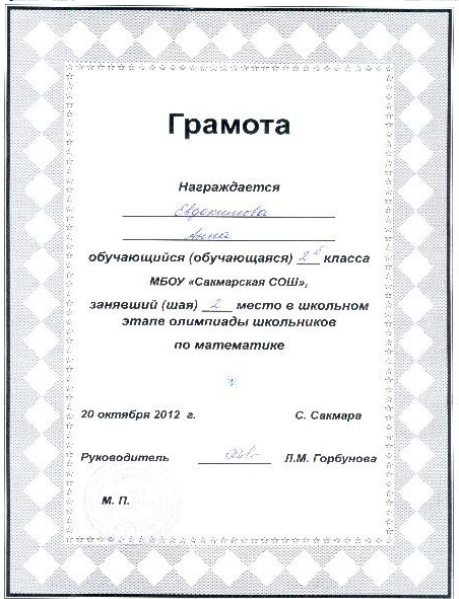 Грамота
Награждается
Евдокимова
Анна
обучающийся (обучающаяся) 2 б класса
МБОУ «Сакмарская СОШ»,
занявший (шая) 2 место в школьном
этапе олимпиады школьников
по математике
20 октября 2012 г. С. Сакмара
Руководитель Л.М. Горбунова
М. П.